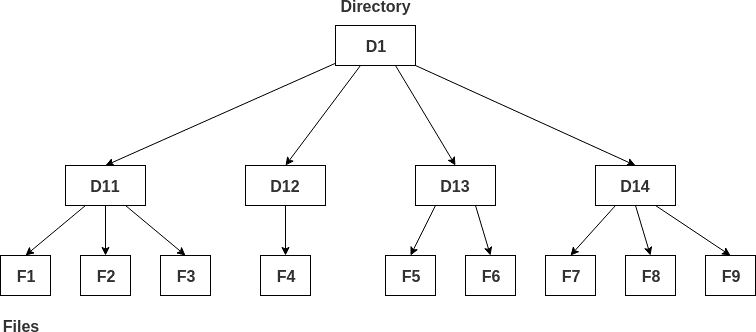 Directory
D1
D11 D12 D13 D14
F1 F2 F3 F4 F5 F6 F7 F8 F9
Files